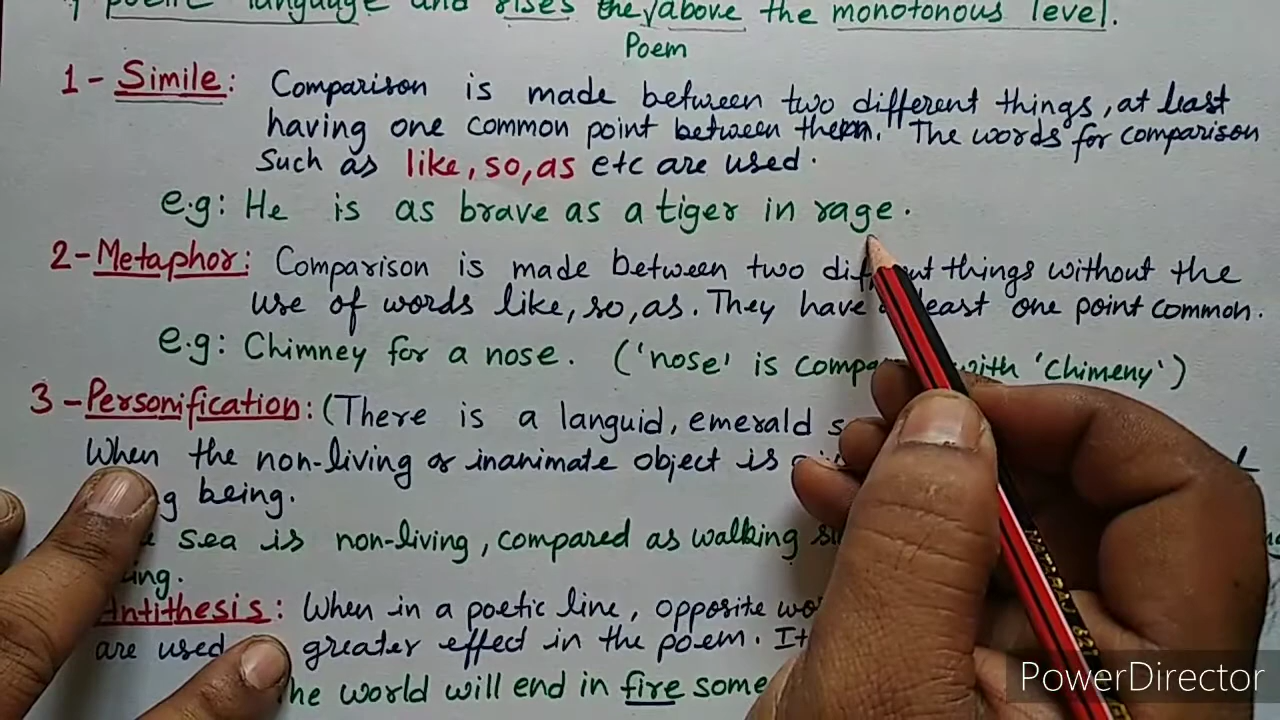 poetic language and rises the above the monotonous level.
Poem
1- Simile: Comparison is made between two different things, at least
having one common point between them. The words for comparison
such as like, so, as etc are used.
e.g: He is as brave as a tiger in rage.
2- Metaphor: Comparison is made between two things without the
use of words like, so, as. They have least one point common.
e.g: Chimney for a nose. ('nose' is with 'Chimeny')
3- Personification: (There is a languid, emerald
When the non-living or inanimate object is
being.
sea is non-living, compared as walking
Antithesis: When in a poetic line, opposite
are used greater effect in the poem.
The world will end in fire some
PowerDirector